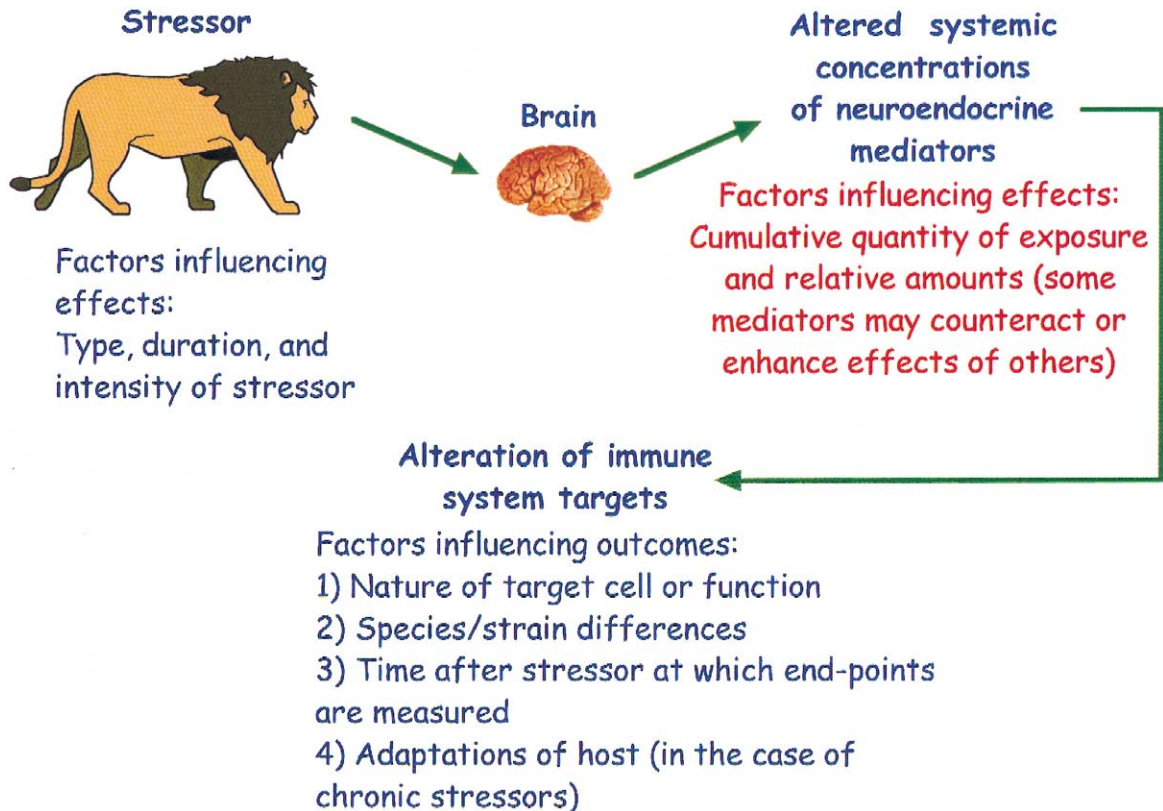 Stressor
Factors influencing
effects:
Type, duration, and
intensity of stressor
Brain
Altered systemic
concentrations
of neuroendocrine
mediators
Factors influencing effects:
Cumulative quantity of exposure
and relative amounts (some
mediators may counteract or
enhance effects of others)
Alteration of immune
system targets
Factors influencing outcomes:
1) Nature of target cell or function
2) Species/strain differences
3) Time after stressor at which end-points
are measured
4) Adaptations of host (in the case of
chronic stressors)